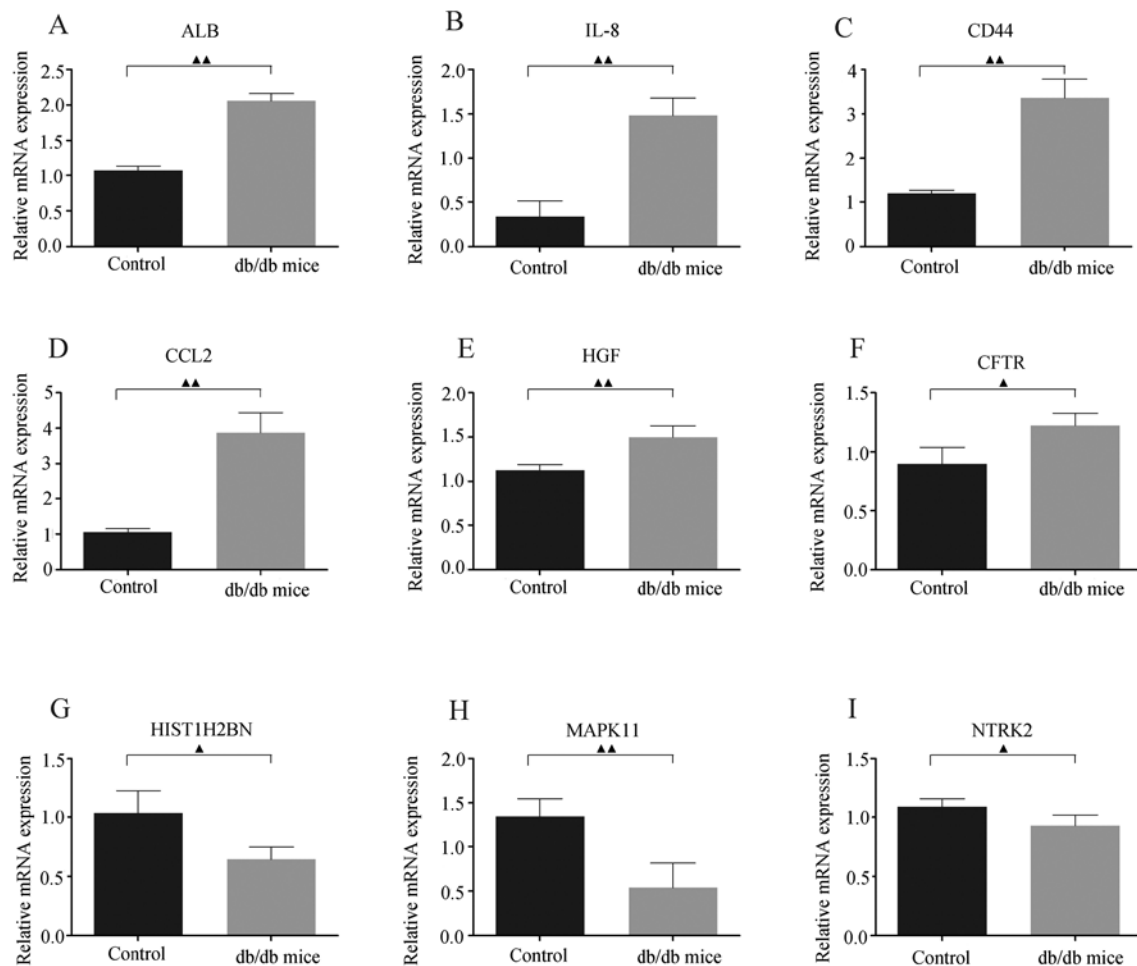 A
ALB
▲▲
Relative mRNA expression
2.5
2.0
1.5
1.0
0.5
0.0
Control
db/db mice
B
IL-8
▲▲
Relative mRNA expression
2.0
1.5
1.0
0.5
0.0
Control
db/db mice
C
CD44
▲▲
Relative mRNA expression
4
3
2
1
0
Control
db/db mice
D
CCL2
▲▲
Relative mRNA expression
5
4
3
2
1
0
Control
db/db mice
E
HGF
▲▲
Relative mRNA expression
2.0
1.5
1.0
0.5
0.0
Control
db/db mice
F
CFTR
▲
Relative mRNA expression
1.5
1.0
0.5
0.0
Control
db/db mice
G
HIST1H2BN
▲
Relative mRNA expression
1.5
1.0
0.5
0.0
Control
db/db mice
H
MAPK11
▲▲
Relative mRNA expression
2.0
1.5
1.0
0.5
0.0
Control
db/db mice
I
NTRK2
▲
Relative mRNA expression
1.5
1.0
0.5
0.0
Control
db/db mice